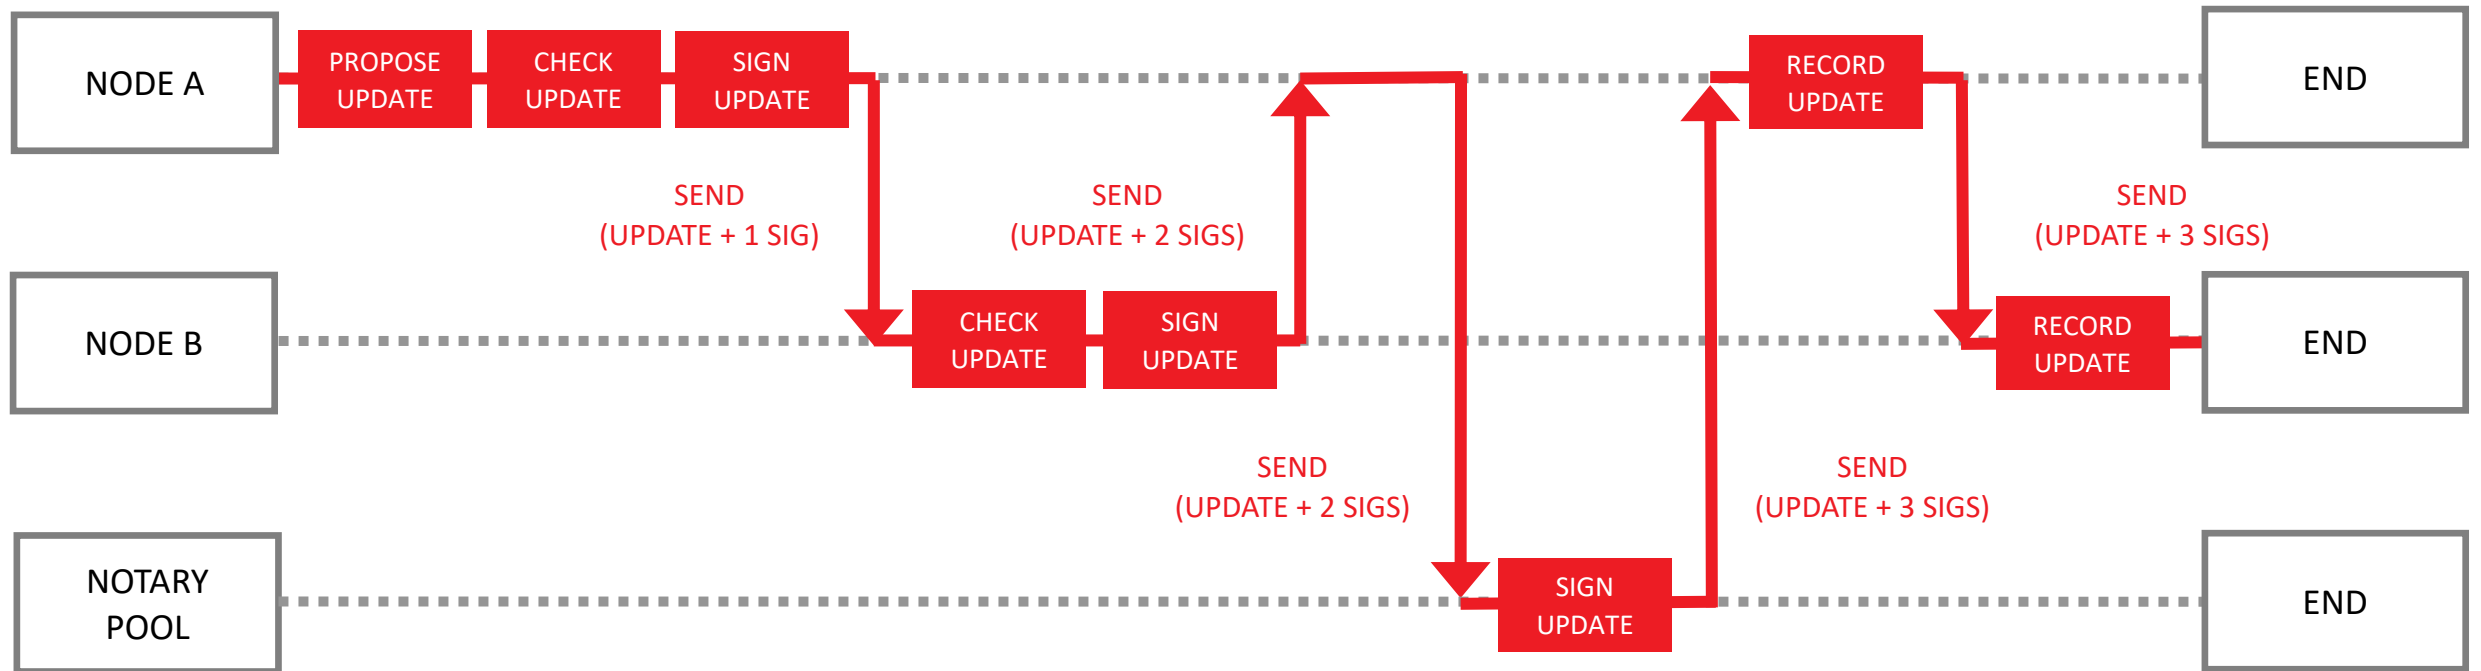 NODE A
PROPOSE
UPDATE
CHECK
UPDATE
SIGN
UPDATE
RECORD
UPDATE
END
SEND
(UPDATE + 1 SIG)
SEND
(UPDATE + 2 SIGS)
SEND
(UPDATE + 3 SIGS)
NODE B
CHECK
UPDATE
SIGN
UPDATE
RECORD
UPDATE
END
SEND
(UPDATE + 2 SIGS)
SEND
(UPDATE + 3 SIGS)
NOTARY
POOL
SIGN
UPDATE
END